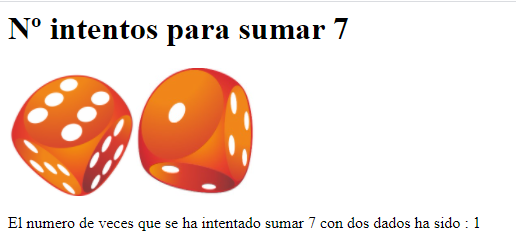 Nº intentos para sumar 7
El numero de veces que se ha intentado sumar 7 con dos dados ha sido : 1